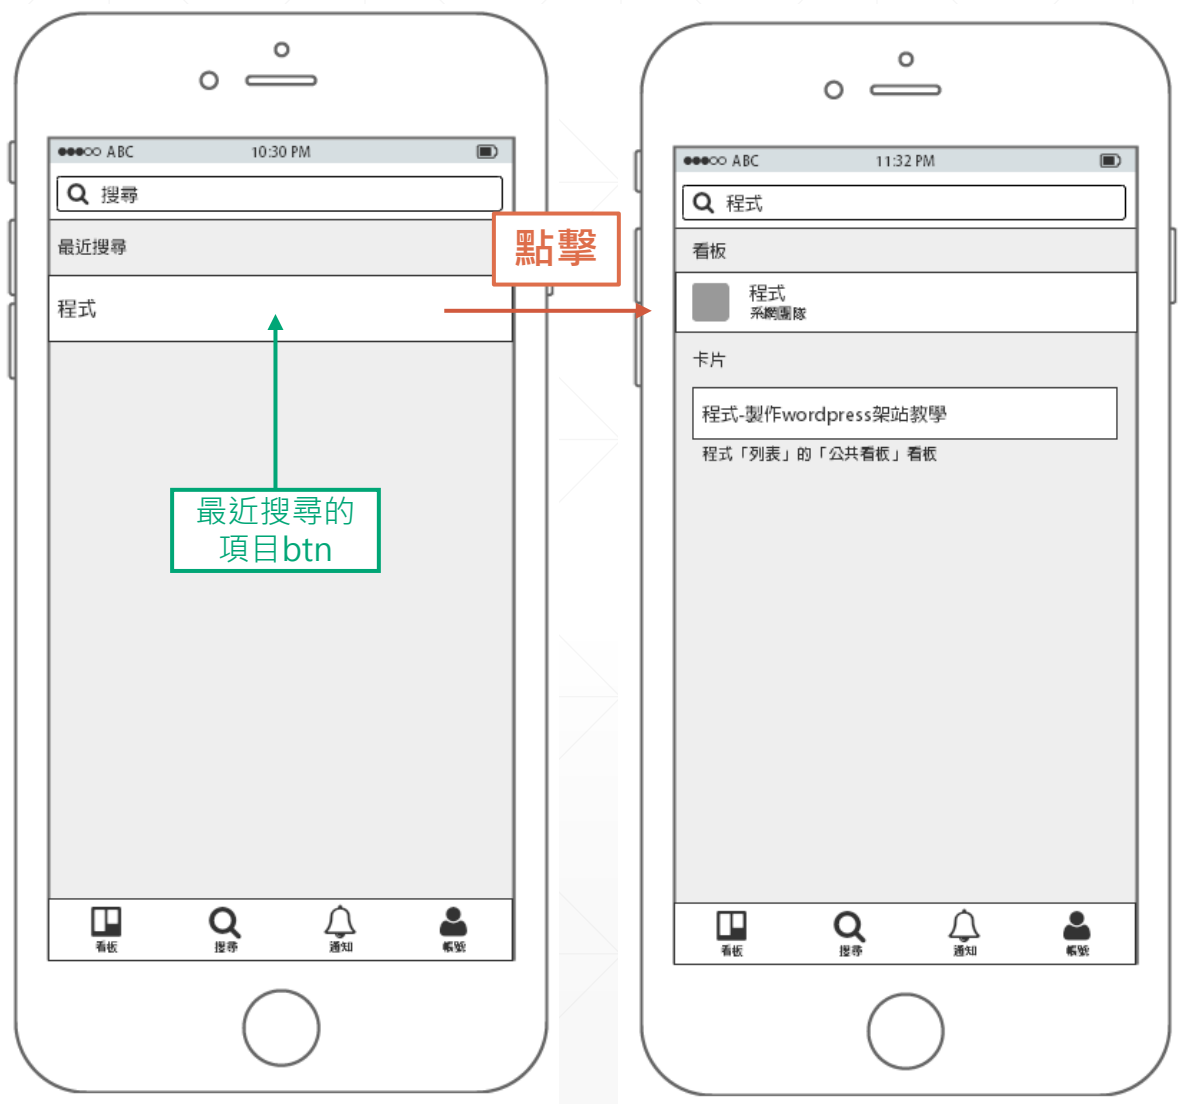 ABC 10:30 PM
搜尋
最近搜尋
程式
最近搜尋的
項目btn
看板 搜尋 通知 帳號
點擊
ABC 11:32 PM
程式
看板
程式
系網團隊
卡片
程式-製作wordpress架站教學
程式「列表」的「公共看板」看板
看板 搜尋 通知 帳號